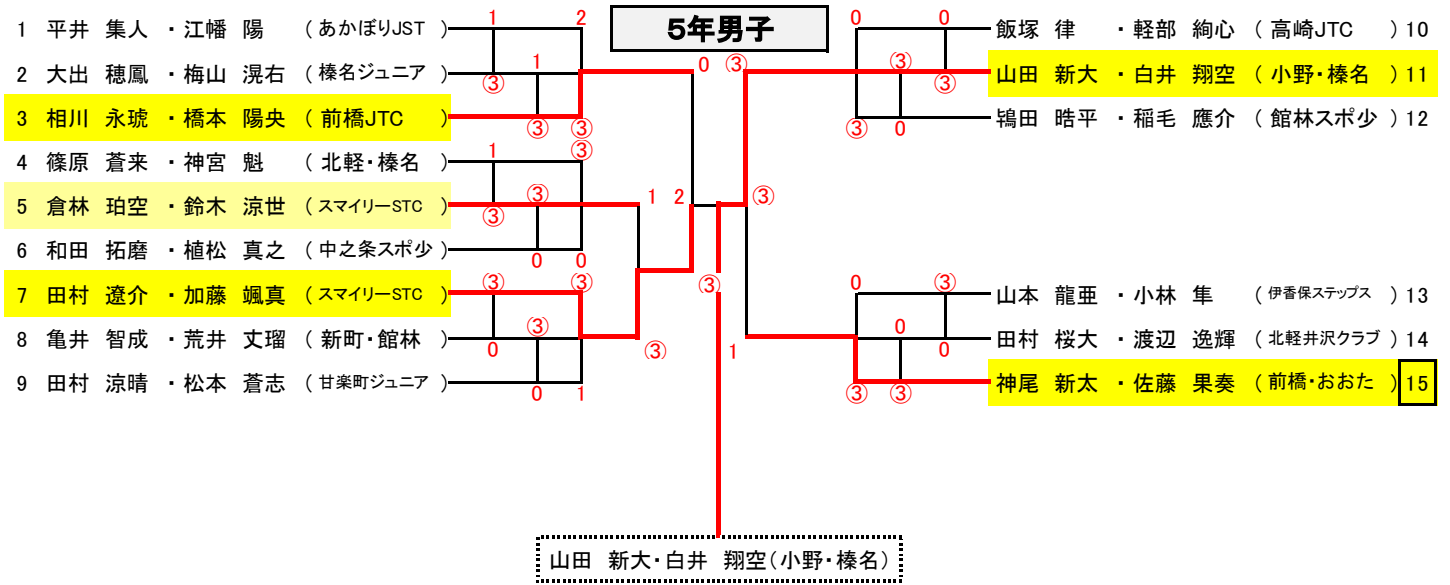 5年男子
1 平井 隼人 ・江幡 陽 (あかぼりJST )
2 大出 穂鳳 ・梅山 滉右 (榛名ジュニア )
3 相川 永琥 ・橋本 陽央 ( 前橋JTC )
4 篠原 蒼来 ・神宮 魁 ( 北軽・榛名 )
5 倉林 珀空 ・鈴木 涼世 (スマイリーSTC )
6 和田 拓磨 ・植松 真之 (中之条スポ少 )
7 田村 遼介 ・加藤 颯真 (スマイリーSTC )
8 亀井 智成 ・荒井 丈瑠 ( 新町・館林 )
9 田村 涼晴 ・松本 蒼志 (甘楽町ジュニア )
1 2
③ 1
③ ③
1 ③
③ ③
0 0
③ ③
0 ③
0 1
0 ③
1 2 ③
③ ③ 1
0 0
③ ③
③ 0
0 ③
0 0
③ ③
飯塚 律 ・軽部 絢心 ( 高崎JTC ) 10
山田 新大 ・白井 翔空 ( 小野・榛名 ) 11
鴇田 晧平 ・稲毛 應介 ( 館林スポ少 ) 12
山本 龍亜 ・小林 隼 ( 伊香保ステップス ) 13
田村 桜大 ・渡辺 逸輝 ( 北軽井沢クラブ ) 14
神尾 新太 ・佐藤 果奏 ( 前橋・おおた ) 15
山田 新大・白井 翔空(小野・榛名)